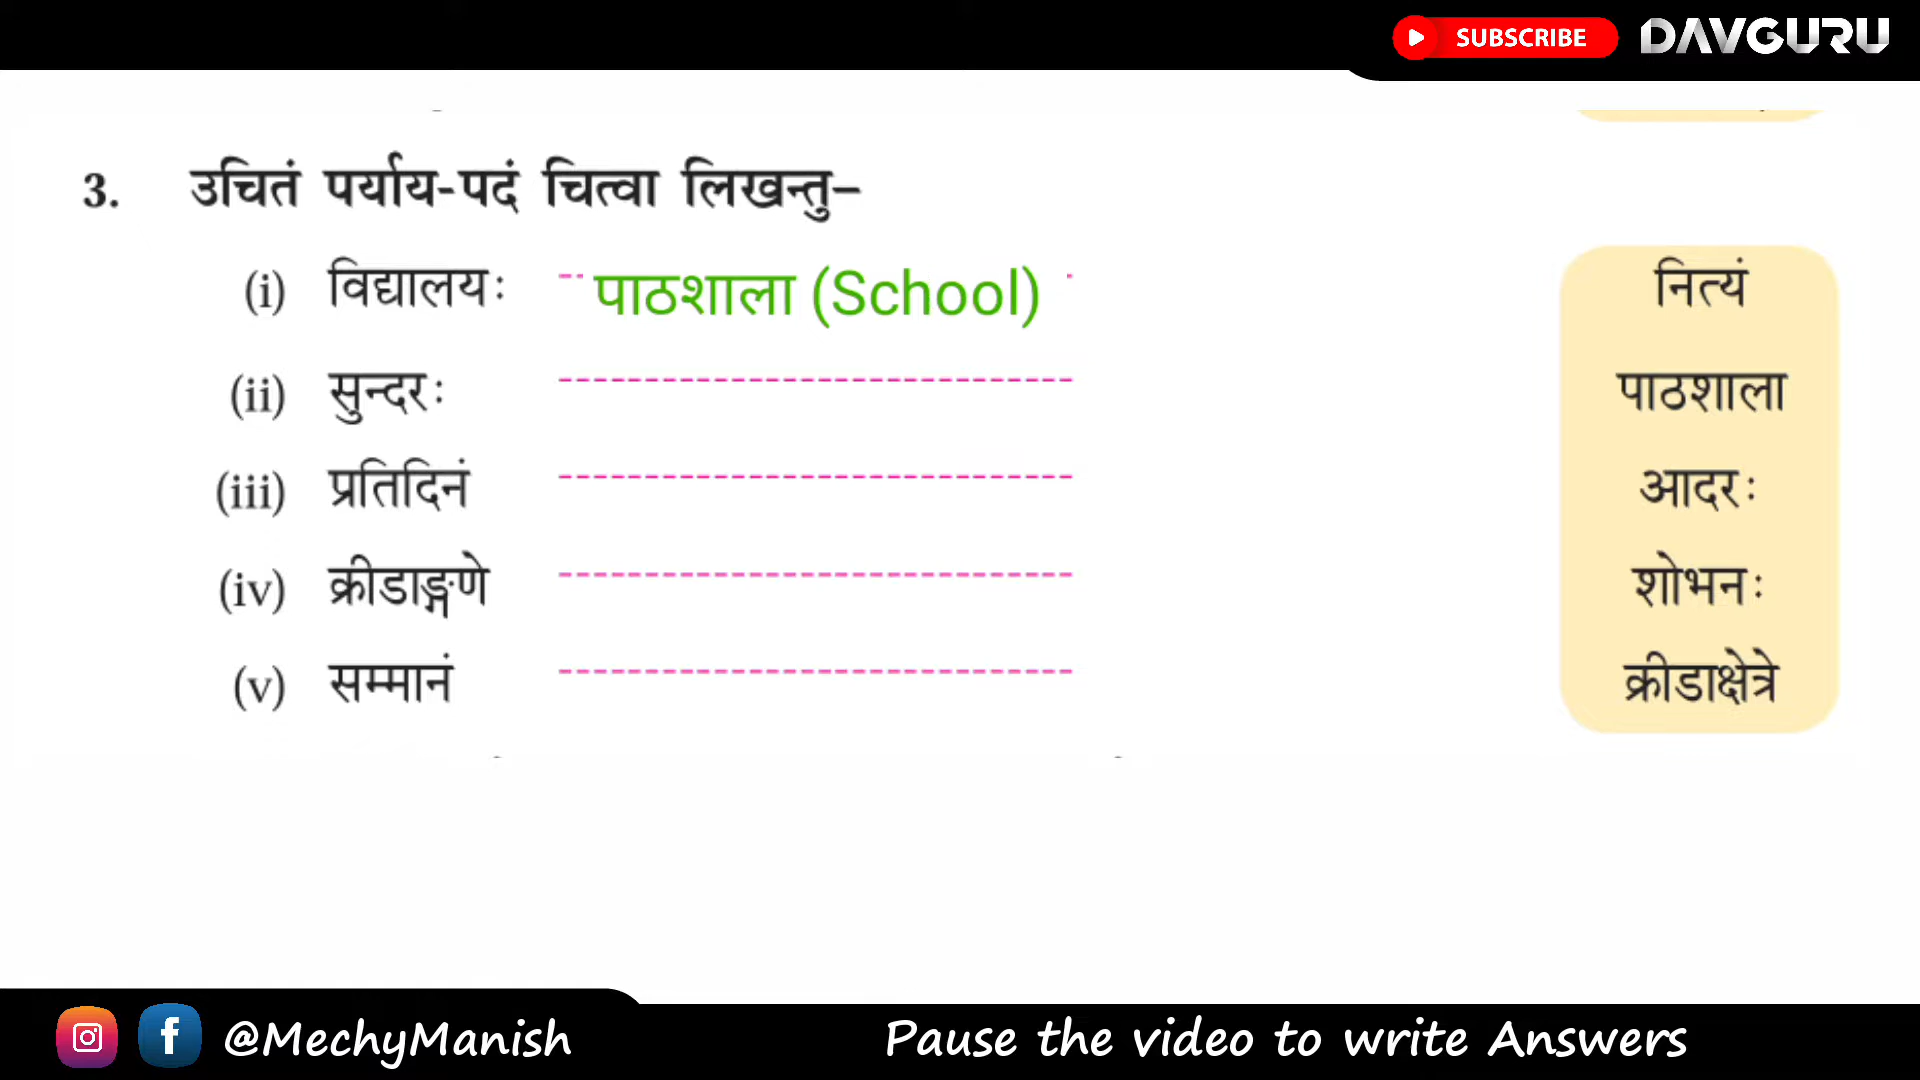 SUBSCRIBE DAVGURU
3. उचितं पर्याय-पदं चित्वा लिखन्तु–
(i) विद्यालयः पाठशाला (School) नित्यं
(ii) सुन्दरः पाठशाला
(iii) प्रतिदिनं आदरः
(iv) क्रीडाङ्गणे शोभनः
(v) सम्मानं क्रीडाक्षेत्रे
@MechyManish Pause the video to write Answers